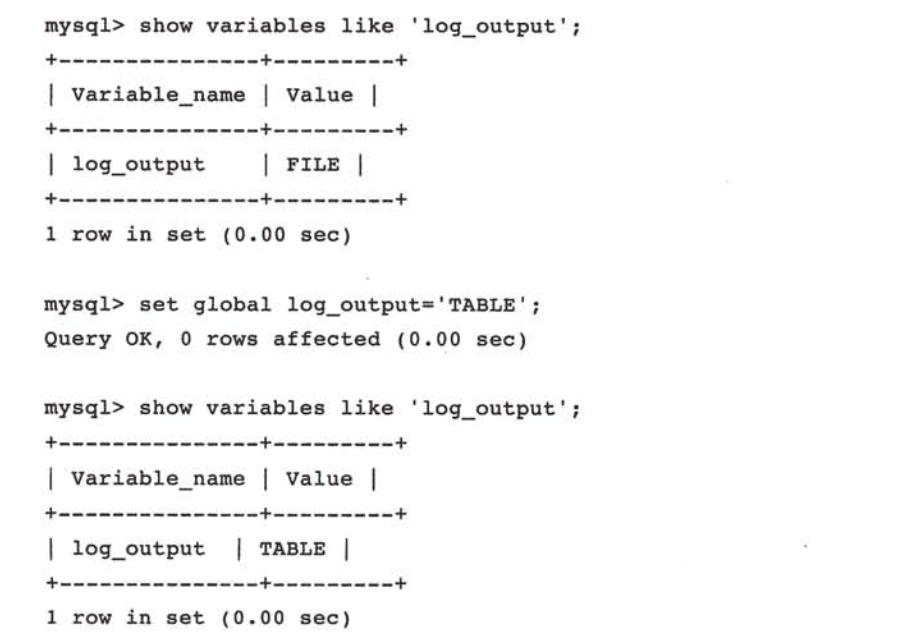 mysql> show variables like 'log_output';
+---------------+---------+
| Variable_name | Value |
+---------------+---------+
| log_output    | FILE |
+---------------+---------+
1 row in set (0.00 sec)

mysql> set global log_output='TABLE';
Query OK, 0 rows affected (0.00 sec)

mysql> show variables like 'log_output';
+---------------+---------+
| Variable_name | Value |
+---------------+---------+
| log_output  | TABLE |
+---------------+---------+
1 row in set (0.00 sec)